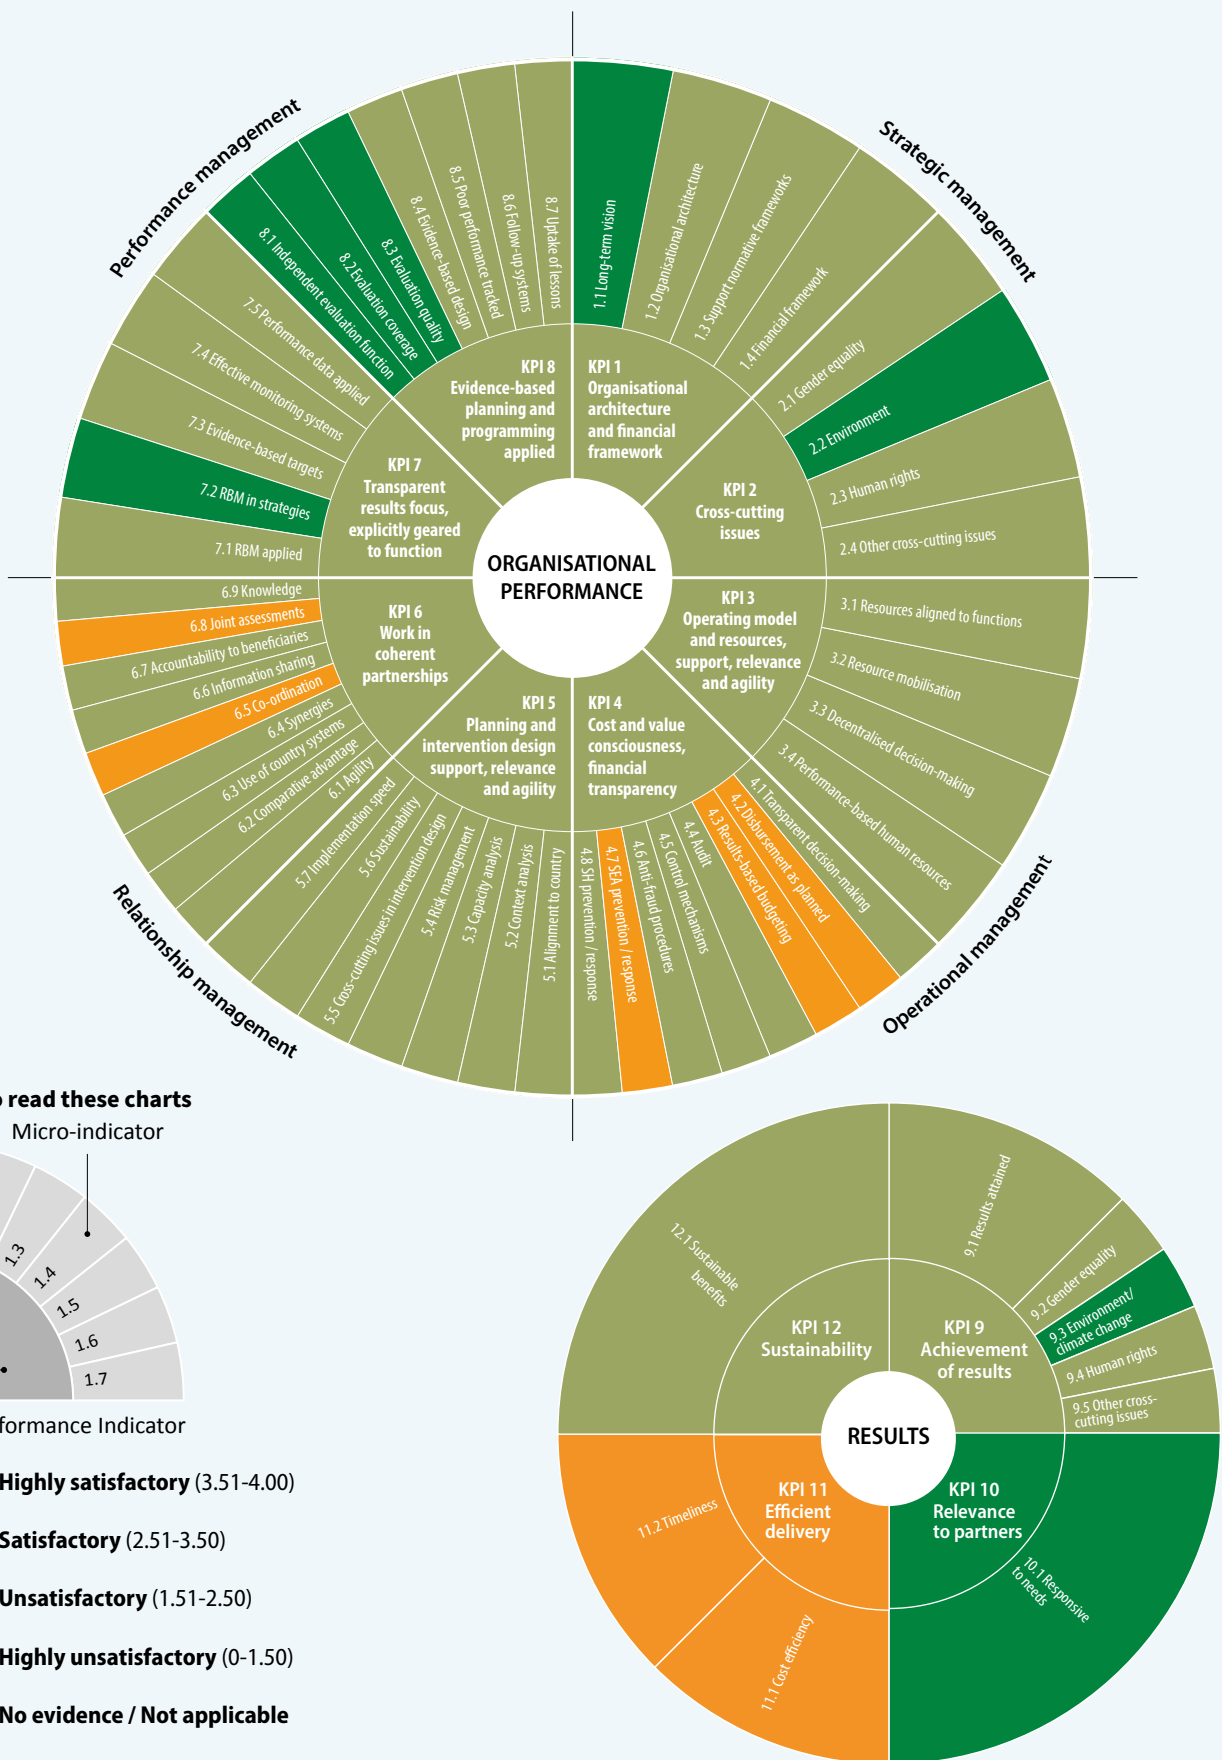 Performance management
Strategic management
Operational management
Relationship management
ORGANISATIONAL
PERFORMANCE
KPI 1
Organisational
architecture
and financial
framework
1.1 Long-term vision
1.2 Organisational architecture
1.3 Support normative frameworks
1.4 Financial framework
KPI 2
Cross-cutting
issues
2.1 Gender equality
2.2 Environment
2.3 Human rights
2.4 Other cross-cutting issues
KPI 3
Operating model
and resources,
support, relevance
and agility
3.1 Resources aligned to functions
3.2 Resource mobilisation
3.3 Decentralised decision-making
3.4 Performance-based human resources
KPI 4
Cost and value
consciousness,
financial
transparency
4.1 Transparent decision-making
4.2 Disbursement as planned
4.3 Results-based budgeting
4.4 Audit
4.5 Control mechanisms
4.6 Anti-fraud procedures
4.7 SEA prevention / response
4.8 SH prevention / response
KPI 5
Planning and
intervention design
support, relevance
and agility
5.1 Alignment to country
5.2 Context analysis
5.3 Capacity analysis
5.4 Risk management
5.5 Cross-cutting issues in intervention design
5.6 Sustainability
5.7 Implementation speed
KPI 6
Work in
coherent
partnerships
6.1 Agility
6.2 Comparative advantage
6.3 Use of country systems
6.4 Synergies
6.5 Co-ordination
6.6 Information sharing
6.7 Accountability to beneficiaries
6.8 Joint assessments
6.9 Knowledge
KPI 7
Transparent
results focus,
explicitly geared
to function
7.1 RBM applied
7.2 RBM in strategies
7.3 Evidence-based targets
7.4 Effective monitoring systems
7.5 Performance data applied
KPI 8
Evidence-based
planning and
programming
applied
8.1 Independent evaluation function
8.2 Evaluation coverage
8.3 Evaluation quality
8.4 Evidence-based design
8.5 Poor performance tracked
8.6 Follow-up systems
8.7 Uptake of lessons
o read these charts
Micro-indicator
1.3
1.4
1.5
1.6
1.7
formance Indicator
Highly satisfactory (3.51-4.00)
Satisfactory (2.51-3.50)
Unsatisfactory (1.51-2.50)
Highly unsatisfactory (0-1.50)
No evidence / Not applicable
RESULTS
KPI 9
Achievement
of results
9.1 Results attained
9.2 Gender equality
9.3 Environment/
climate change
9.4 Human rights
9.5 Other cross-
cutting issues
KPI 10
Relevance
to partners
10.1 Responsive
to needs
KPI 11
Efficient
delivery
11.1 Cost efficiency
11.2 Timeliness
KPI 12
Sustainability
12.1 Sustainable
benefits